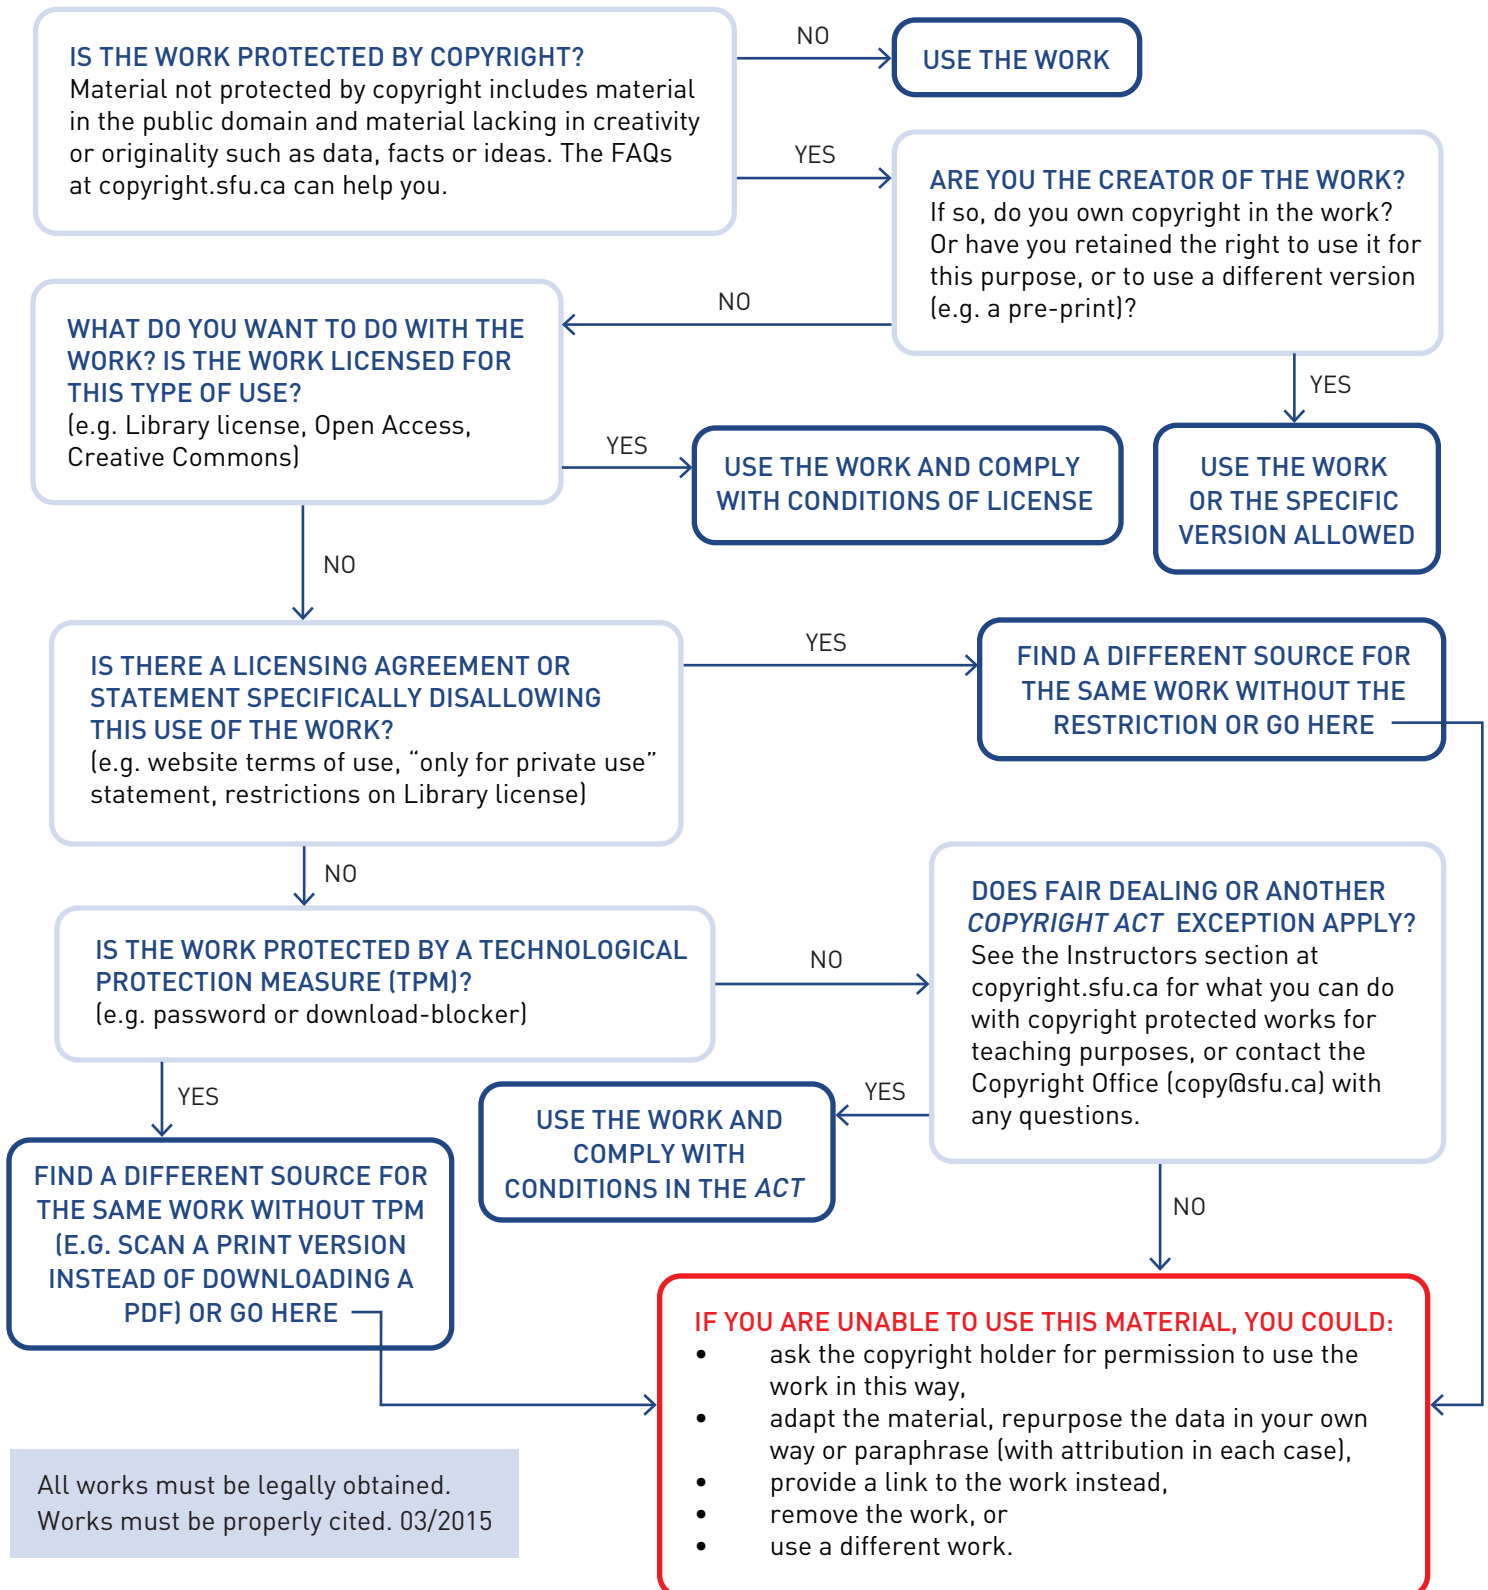 IS THE WORK PROTECTED BY COPYRIGHT?
Material not protected by copyright includes material
in the public domain and material lacking in creativity
or originality such as data, facts or ideas. The FAQs
at copyright.sfu.ca can help you.
NO
USE THE WORK
YES
ARE YOU THE CREATOR OF THE WORK?
If so, do you own copyright in the work?
Or have you retained the right to use it for
this purpose, or to use a different version
(e.g. a pre-print)?
NO
YES
USE THE WORK
OR THE SPECIFIC
VERSION ALLOWED
WHAT DO YOU WANT TO DO WITH THE
WORK? IS THE WORK LICENSED FOR
THIS TYPE OF USE?
(e.g. Library license, Open Access,
Creative Commons)
YES
USE THE WORK AND COMPLY
WITH CONDITIONS OF LICENSE
NO
IS THERE A LICENSING AGREEMENT OR
STATEMENT SPECIFICALLY DISALLOWING
THIS USE OF THE WORK?
(e.g. website terms of use, “only for private use”
statement, restrictions on Library license)
YES
FIND A DIFFERENT SOURCE FOR
THE SAME WORK WITHOUT THE
RESTRICTION OR GO HERE
NO
IS THE WORK PROTECTED BY A TECHNOLOGICAL
PROTECTION MEASURE (TPM)?
(e.g. password or download-blocker)
NO
DOES FAIR DEALING OR ANOTHER
COPYRIGHT ACT EXCEPTION APPLY?
See the Instructors section at
copyright.sfu.ca for what you can do
with copyright protected works for
teaching purposes, or contact the
Copyright Office (copy@sfu.ca) with
any questions.
YES
USE THE WORK AND
COMPLY WITH
CONDITIONS IN THE ACT
YES
FIND A DIFFERENT SOURCE FOR
THE SAME WORK WITHOUT TPM
(E.G. SCAN A PRINT VERSION
INSTEAD OF DOWNLOADING A
PDF) OR GO HERE
NO
IF YOU ARE UNABLE TO USE THIS MATERIAL, YOU COULD:
• ask the copyright holder for permission to use the
work in this way,
• adapt the material, repurpose the data in your own
way or paraphrase (with attribution in each case),
• provide a link to the work instead,
• remove the work, or
• use a different work.
All works must be legally obtained.
Works must be properly cited. 03/2015